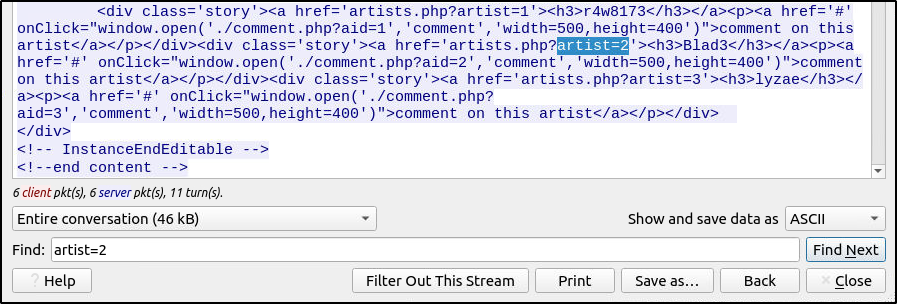 <div class='story'><a href='artists.php?artist=1'><h3>r4w8173</h3></a><p><a href='#'
onClick="window.open('./comment.php?aid=1','comment','width=500,height=400')">comment on this
artist</a></p></div><div class='story'><a href='artists.php?artist=2'><h3>Blad3</h3></a><p><a
href='#' onClick="window.open('./comment.php?aid=2','comment','width=500,height=400')">comment
on this artist</a></p></div><div class='story'><a href='artists.php?artist=3'><h3>lyzae</h3></
a><p><a href='#' onClick="window.open('./comment.php?
aid=3','comment','width=500,height=400')">comment on this artist</a></p></div>
</div>
<!-- InstanceEndEditable -->
<!--end content -->
6 client pkt(s), 6 server pkt(s), 11 turn(s).
Entire conversation (46 kB) Show and save data as ASCII
Find: artist=2 Find Next
? Help Filter Out This Stream Print Save as… Back × Close